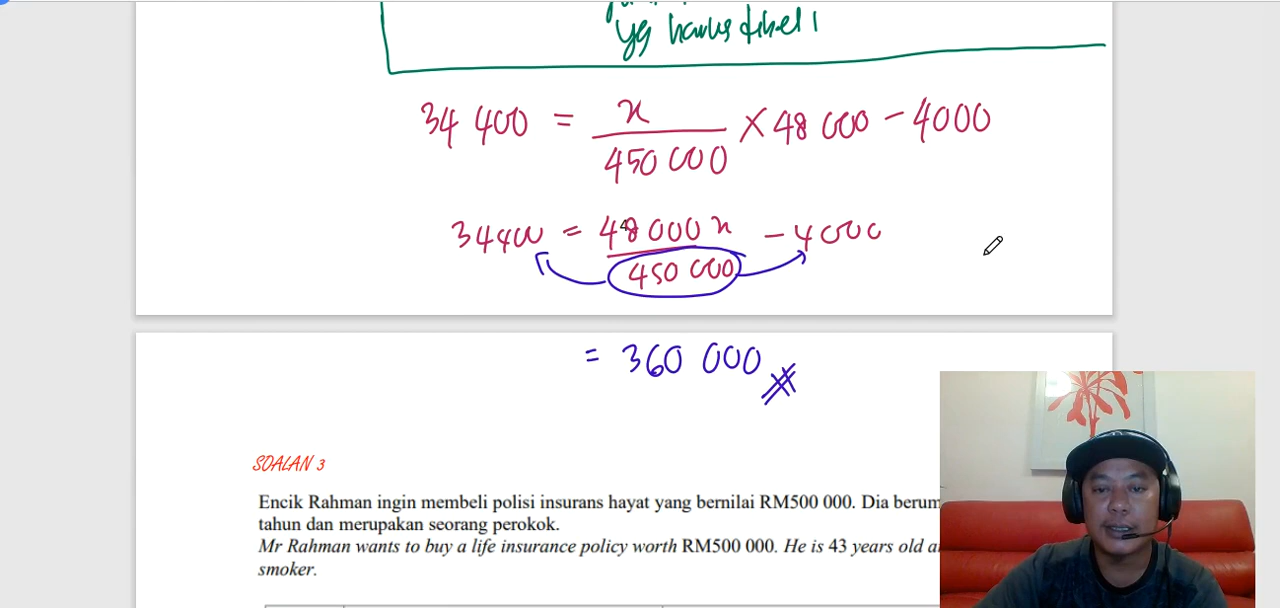 yg harus dibeli
34 400 = x / 450 000 × 48 000 - 4000
34400 = 48 000 x / 450 000 - 4000
= 360 000
SOALAN 3
Encik Rahman ingin membeli polisi insurans hayat yang bernilai RM500 000. Dia berum
tahun dan merupakan seorang perokok.
Mr Rahman wants to buy a life insurance policy worth RM500 000. He is 43 years old a
smoker.